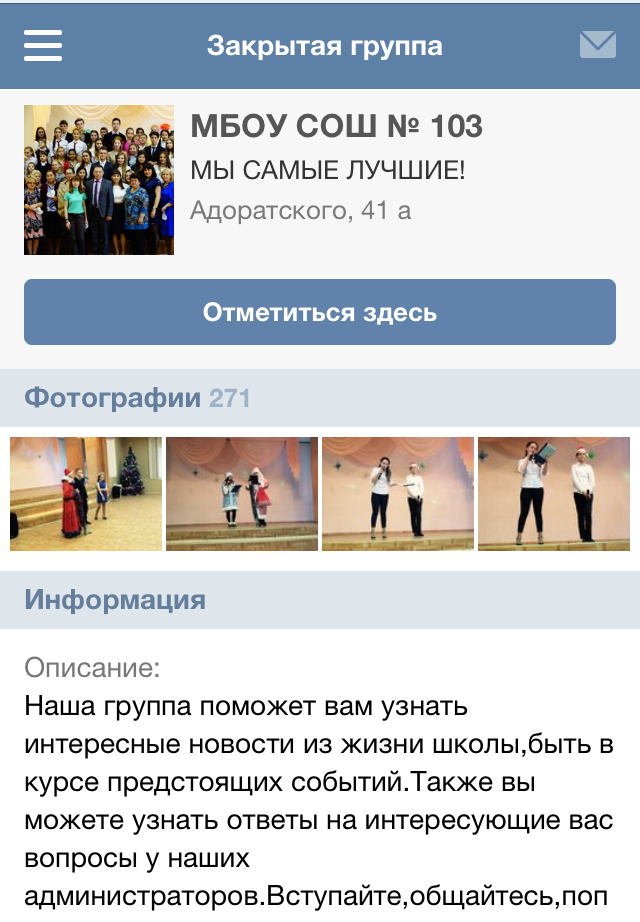 Закрытая группа
МБОУ СОШ № 103
МЫ САМЫЕ ЛУЧШИЕ!
Адоратского, 41 а
Отметиться здесь
Фотографии 271
Информация
Описание:
Наша группа поможет вам узнать
интересные новости из жизни школы,быть в
курсе предстоящих событий.Также вы
можете узнать ответы на интересующие вас
вопросы у наших
администраторов.Вступайте,общайтесь,поп